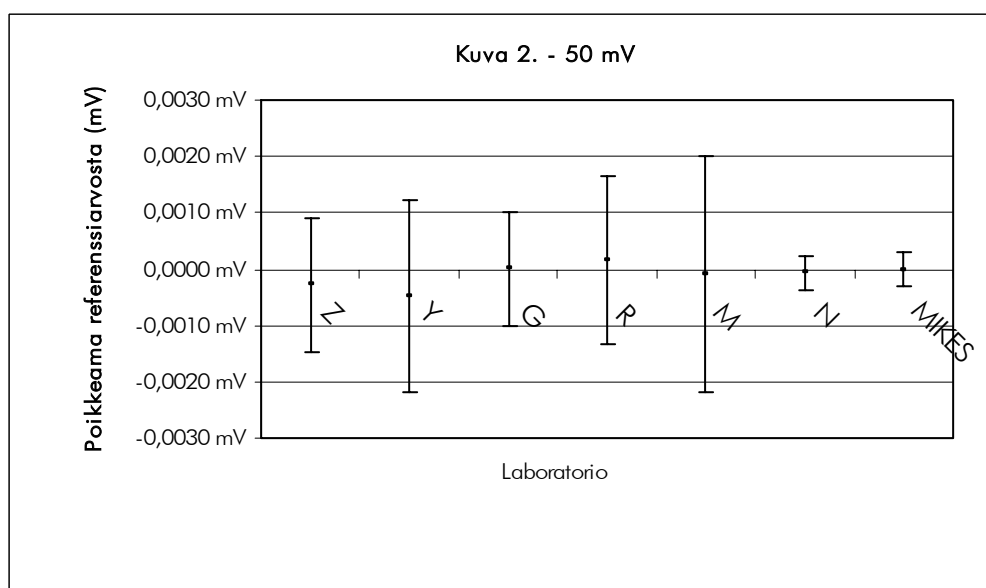 Kuva 2. - 50 mV
Poikkeama referenssiarvosta (mV)
0,0030 mV
0,0020 mV
0,0010 mV
0,0000 mV
-0,0010 mV
-0,0020 mV
-0,0030 mV
Z
Y
G
R
M
N
MIKES
Laboratorio